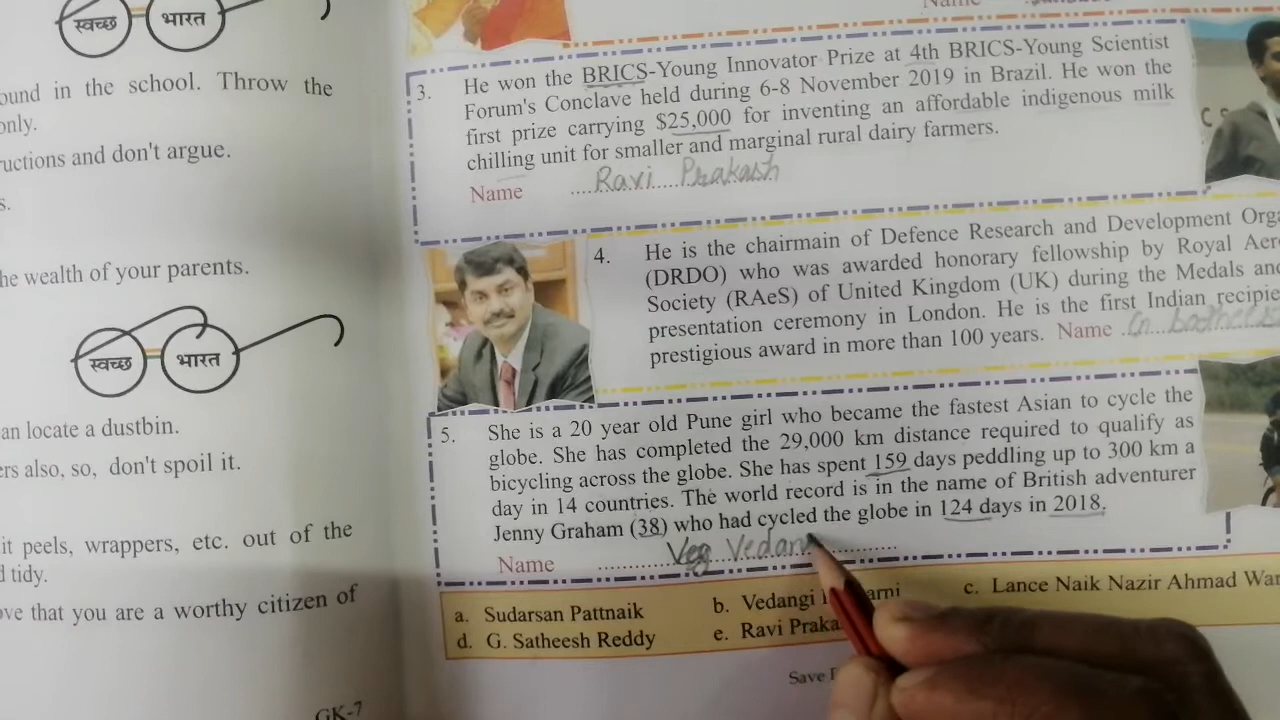 स्वच्छ भारत
ound in the school. Throw the
only.
ructions and don't argue.
s.
he wealth of your parents.
स्वच्छ भारत
an locate a dustbin.
ers also, so, don't spoil it.
it peels, wrappers, etc. out of the
d tidy.
ove that you are a worthy citizen of
GK-7
Name
3. He won the BRICS-Young Innovator Prize at 4th BRICS-Young Scientist
Forum's Conclave held during 6-8 November 2019 in Brazil. He won the
first prize carrying $25,000 for inventing an affordable indigenous milk
chilling unit for smaller and marginal rural dairy farmers.
Name Ravi Prakash
4. He is the chairman of Defence Research and Development Orga
(DRDO) who was awarded honorary fellowship by Royal Aer
Society (RAeS) of United Kingdom (UK) during the Medals and
presentation ceremony in London. He is the first Indian recipie
prestigious award in more than 100 years. Name
5. She is a 20 year old Pune girl who became the fastest Asian to cycle the
globe. She has completed the 29,000 km distance required to qualify as
bicycling across the globe. She has spent 159 days peddling up to 300 km a
day in 14 countries. The world record is in the name of British adventurer
Jenny Graham (38) who had cycled the globe in 124 days in 2018.
Name Veg Vedan
a. Sudarsan Pattnaik b. Vedangi arni c. Lance Naik Nazir Ahmad War
d. G. Satheesh Reddy e. Ravi Praka
Save